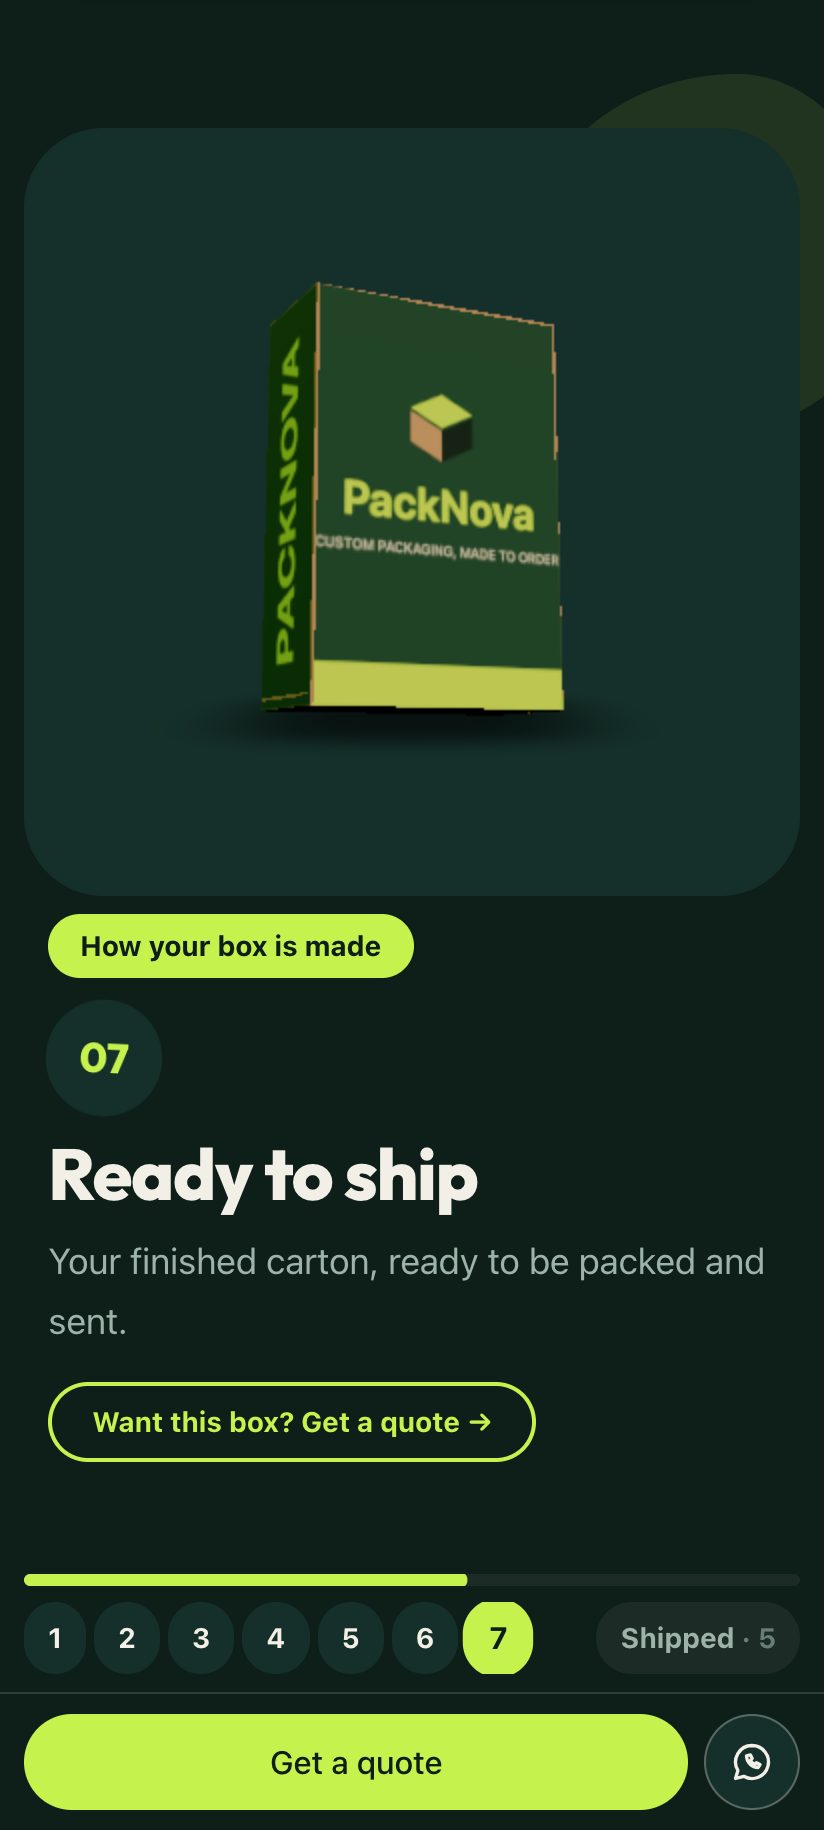 PACKNOVA
PackNova
CUSTOM PACKAGING, MADE TO ORDER
How your box is made
07
Ready to ship
Your finished carton, ready to be packed and
sent.
Want this box? Get a quote →
1 2 3 4 5 6 7 Shipped · 5
Get a quote